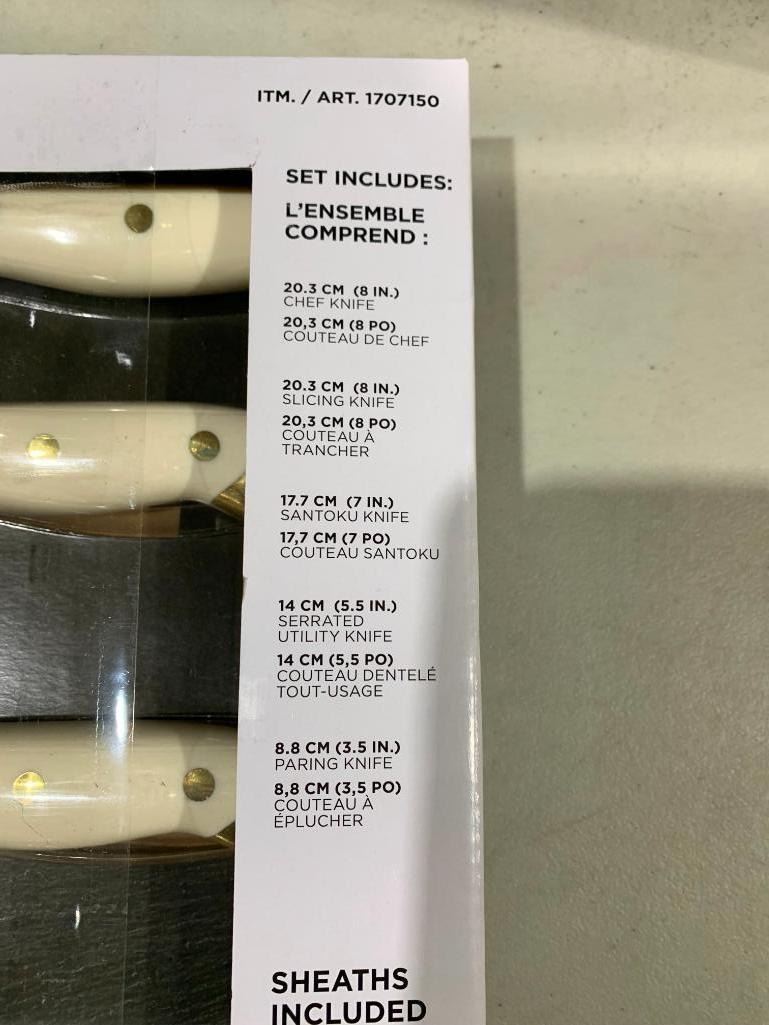 ITM. / ART. 1707150
SET INCLUDES:
L'ENSEMBLE
COMPREND :
20.3 CM (8 IN.)
CHEF KNIFE
20,3 CM (8 PO)
COUTEAU DE CHEF
20.3 CM (8 IN.)
SLICING KNIFE
20,3 CM (8 PO)
COUTEAU À
TRANCHER
17.7 CM (7 IN.)
SANTOKU KNIFE
17,7 CM (7 PO)
COUTEAU SANTOKU
14 CM (5.5 IN.)
SERRATED
UTILITY KNIFE
14 CM (5,5 PO)
COUTEAU DENTELÉ
TOUT-USAGE
8.8 CM (3.5 IN.)
PARING KNIFE
8,8 CM (3,5 PO)
COUTEAU À
ÉPLUCHER
SHEATHS
INCLUDED